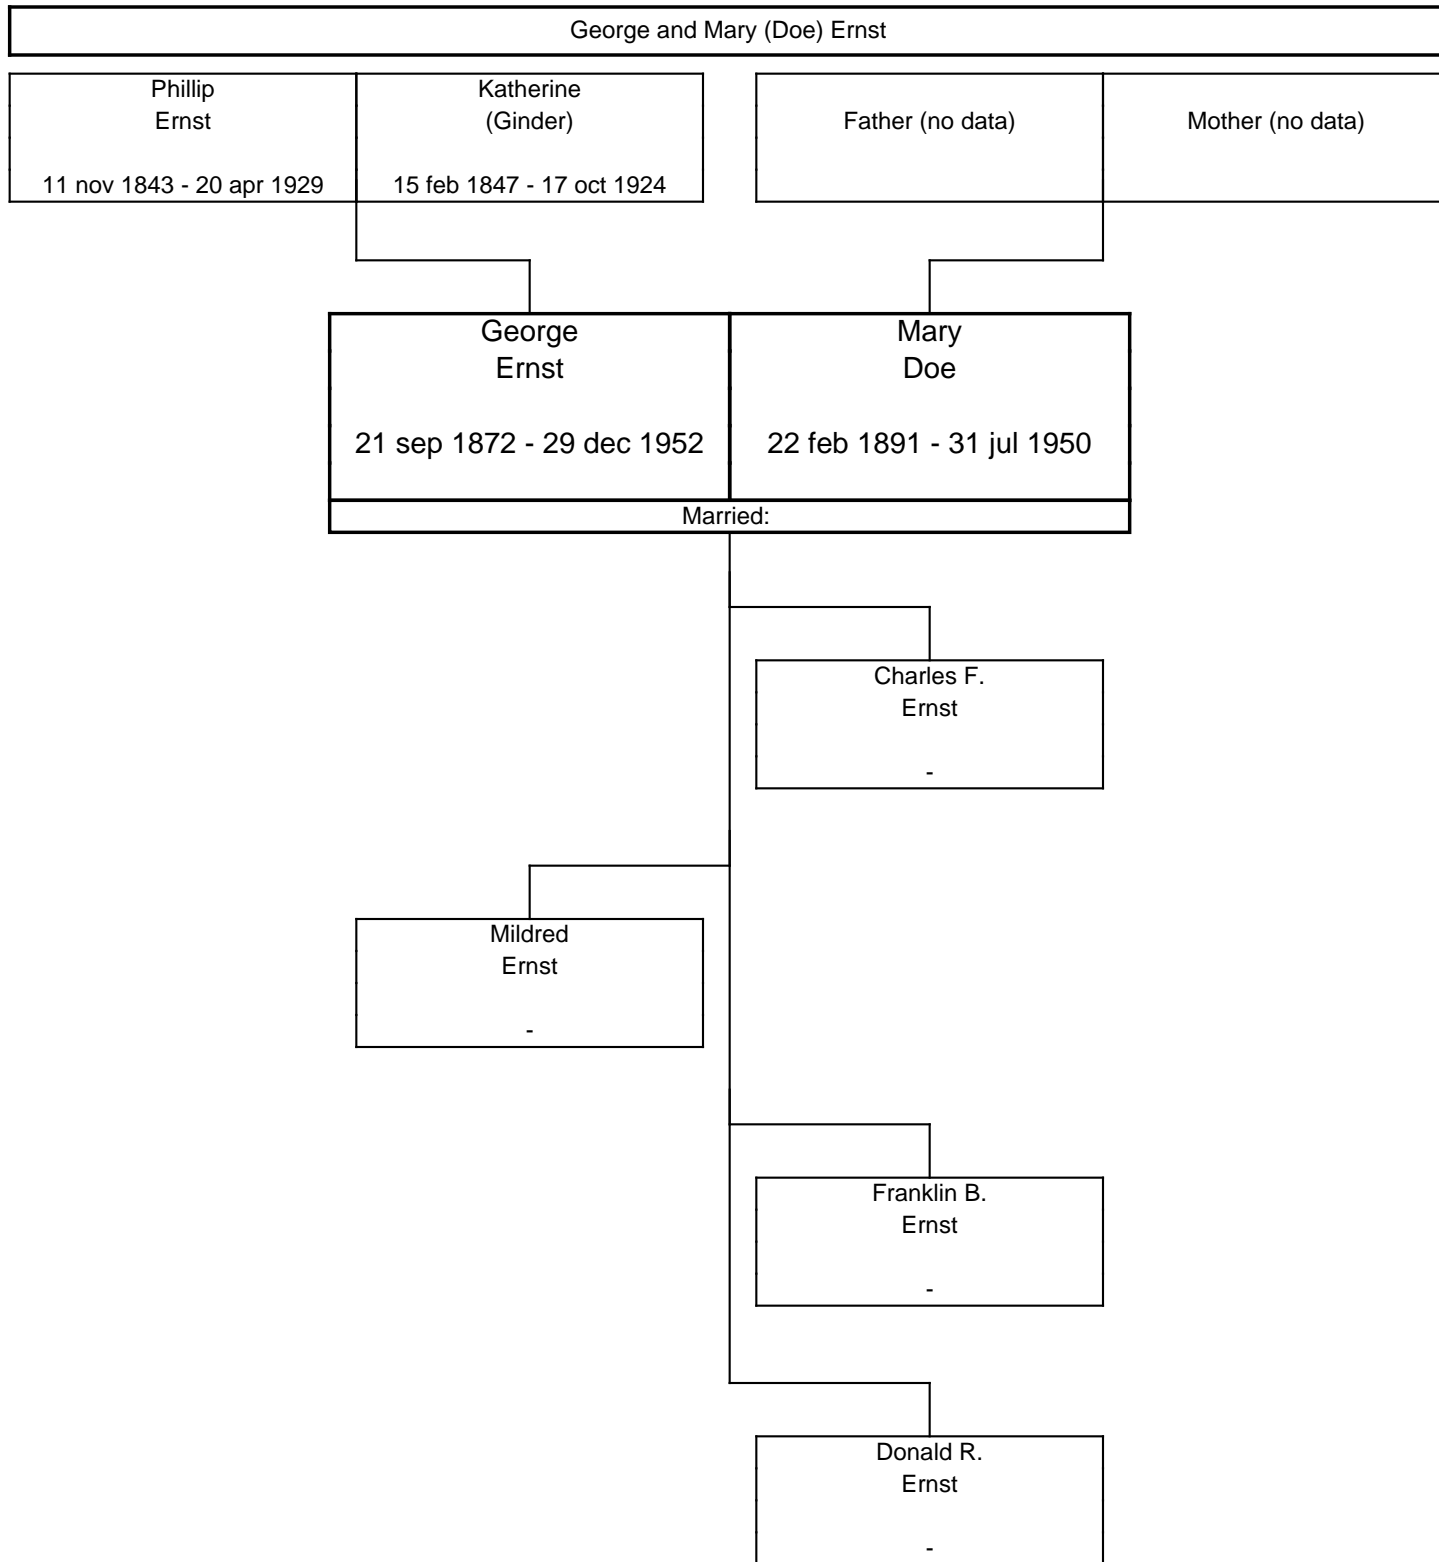 George and Mary (Doe) Ernst
Phillip
Ernst
11 nov 1843 - 20 apr 1929
Katherine
(Ginder)
15 feb 1847 - 17 oct 1924
Father (no data)
Mother (no data)
George
Ernst
21 sep 1872 - 29 dec 1952
Mary
Doe
22 feb 1891 - 31 jul 1950
Married:
Charles F.
Ernst
-
Mildred
Ernst
-
Franklin B.
Ernst
-
Donald R.
Ernst
-